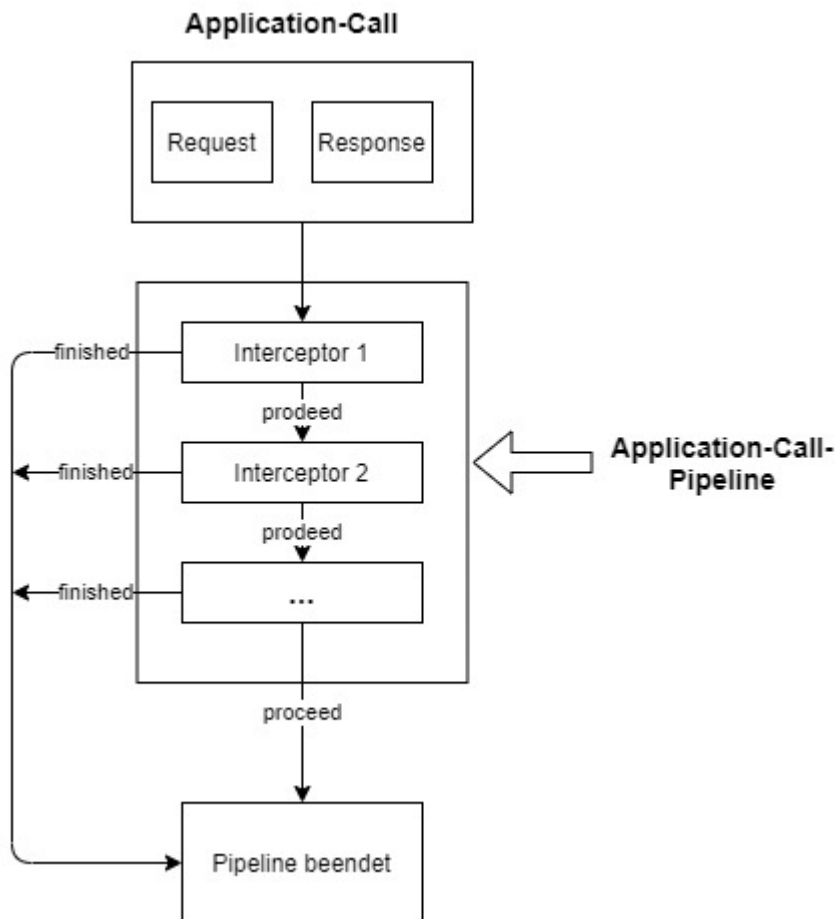 Application-Call
Request
Response
finished
Interceptor 1
prodeed
finished
Interceptor 2
Application-Call-
Pipeline
prodeed
finished
...
proceed
Pipeline beendet